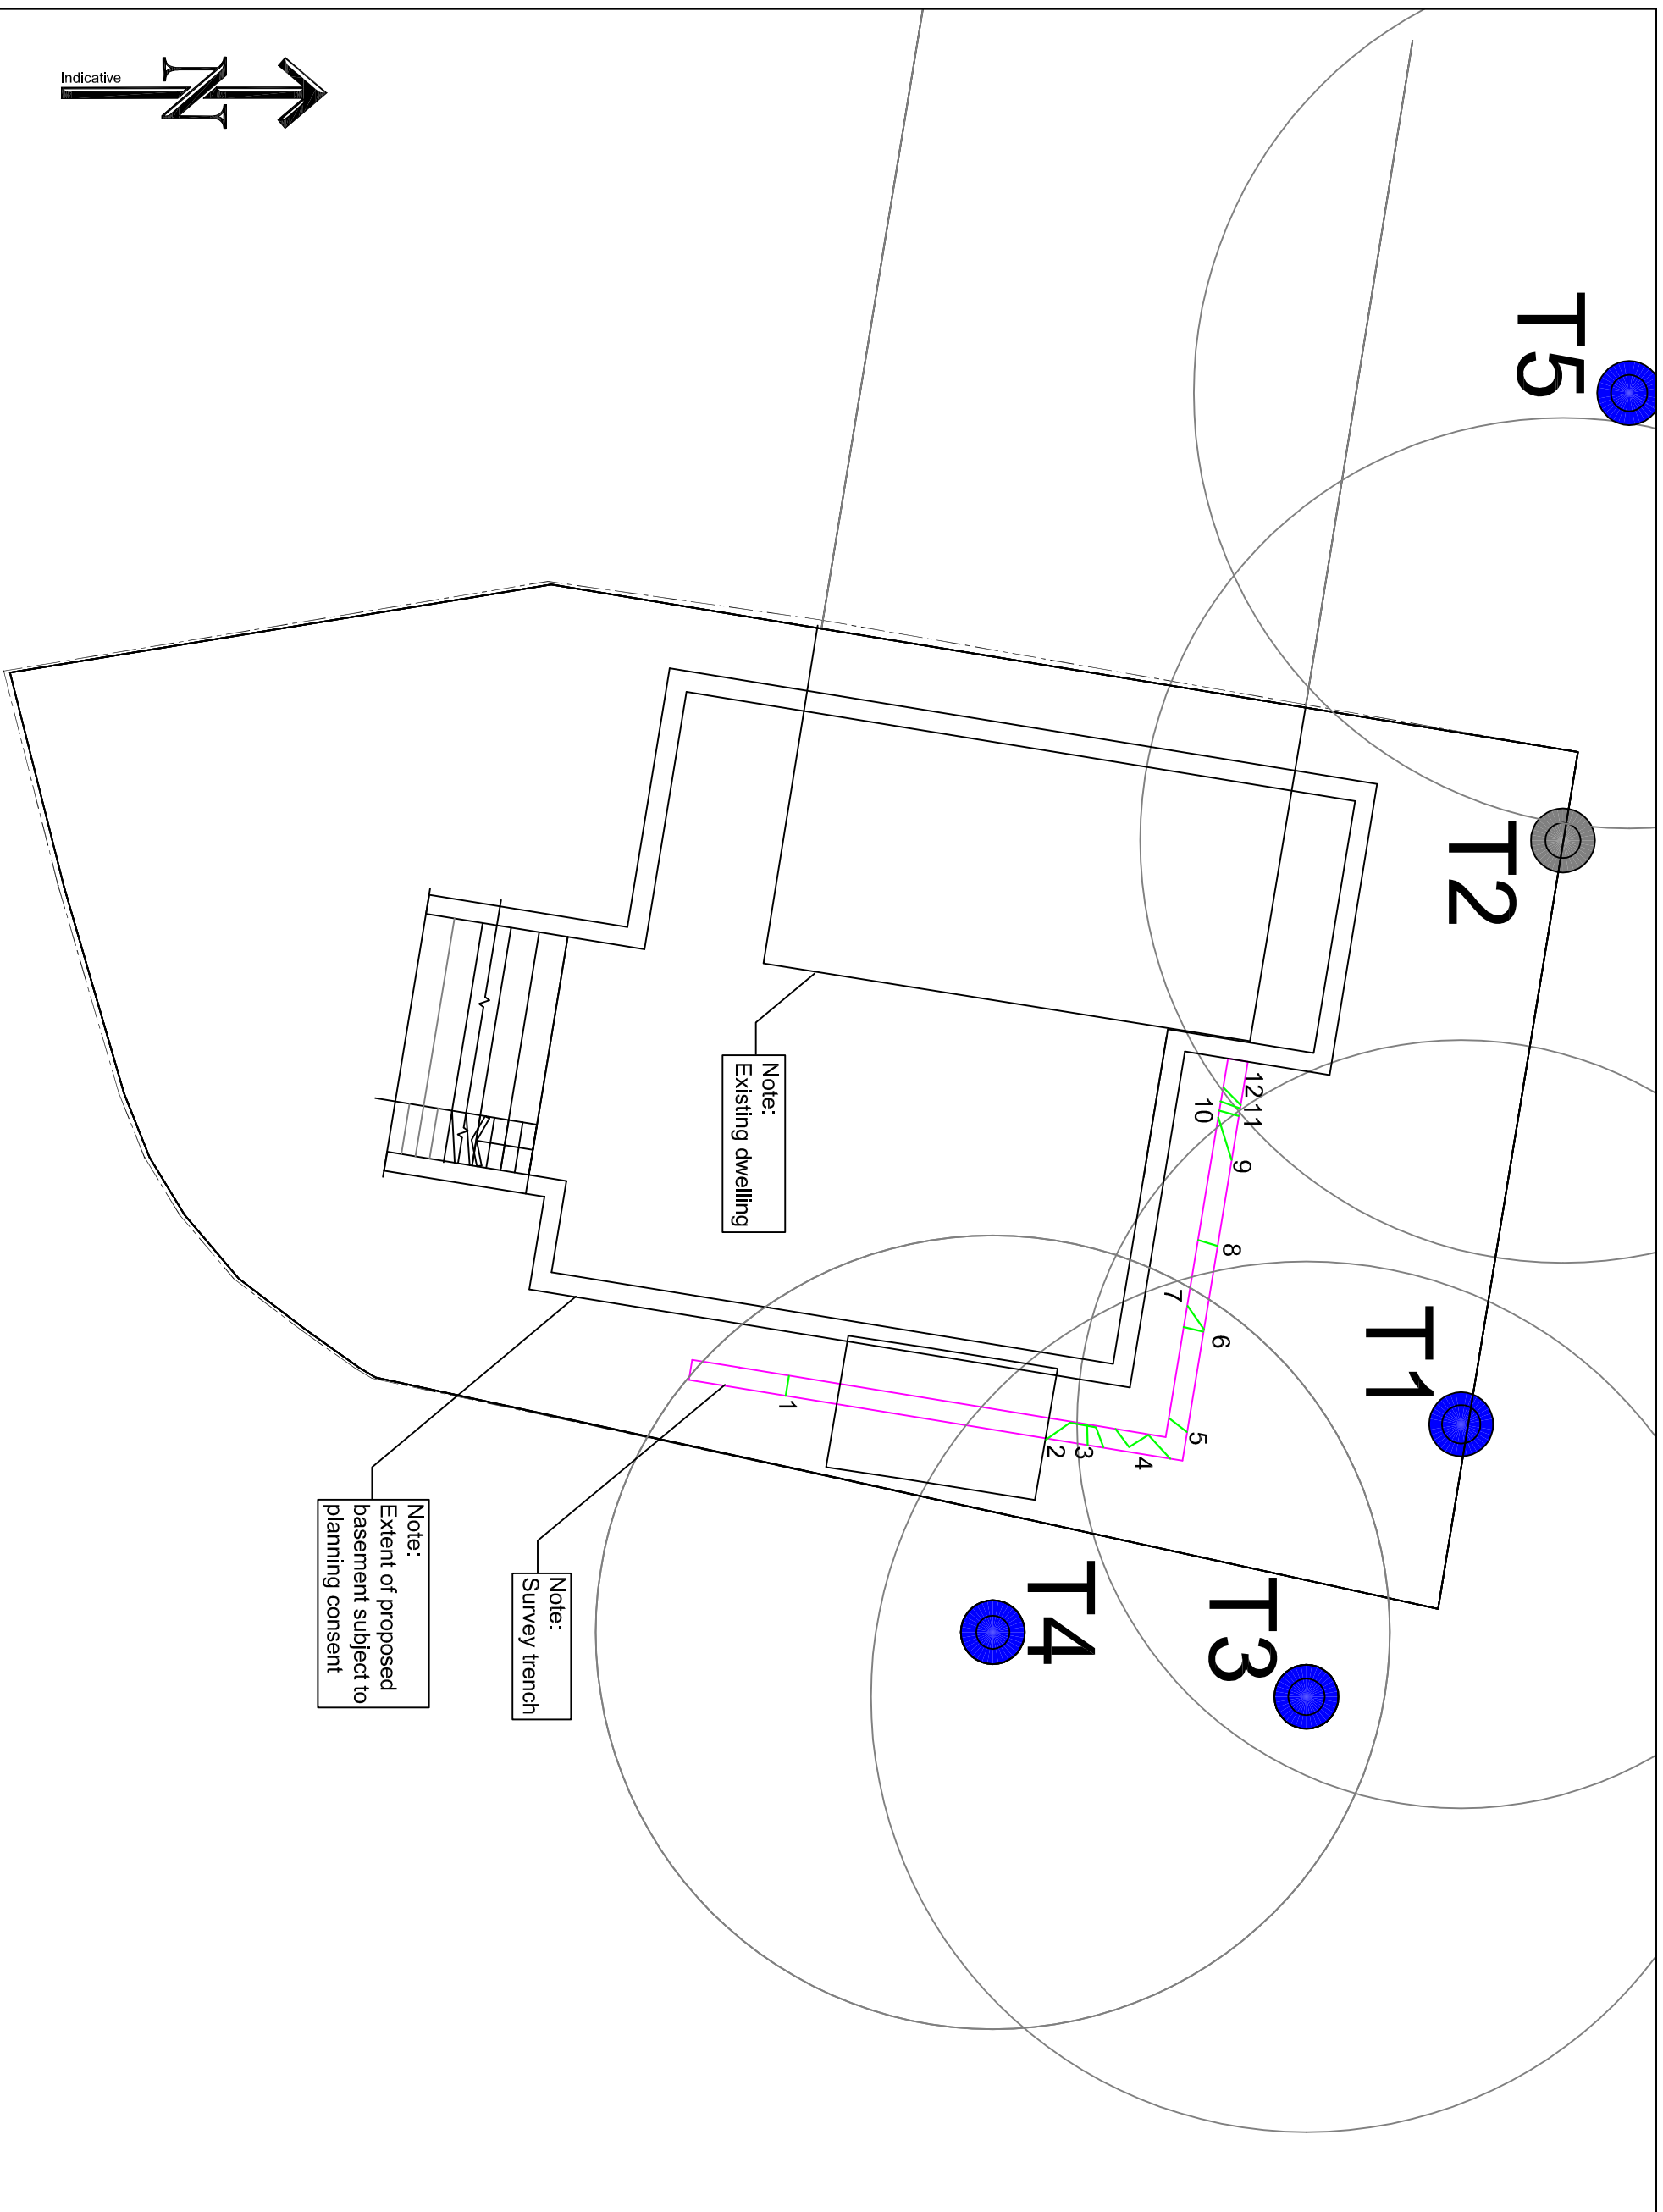 Indicative
N
T5
T2
T1
T3
T4
12
11
10
9
8
7
6
5
4
3
2
1
Note:
Existing dwelling
Note:
Survey trench
Note:
Extent of proposed
basement subject to
planning consent